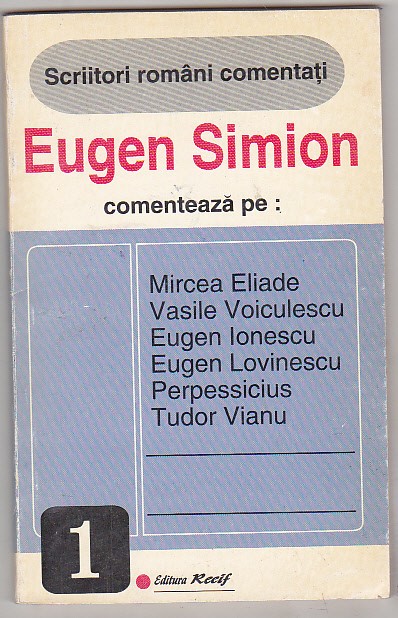 Scriitori români comentați
Eugen Simion
comentează pe :
Mircea Eliade
Vasile Voiculescu
Eugen Ionescu
Eugen Lovinescu
Perpessicius
Tudor Vianu
1
Editura Recif